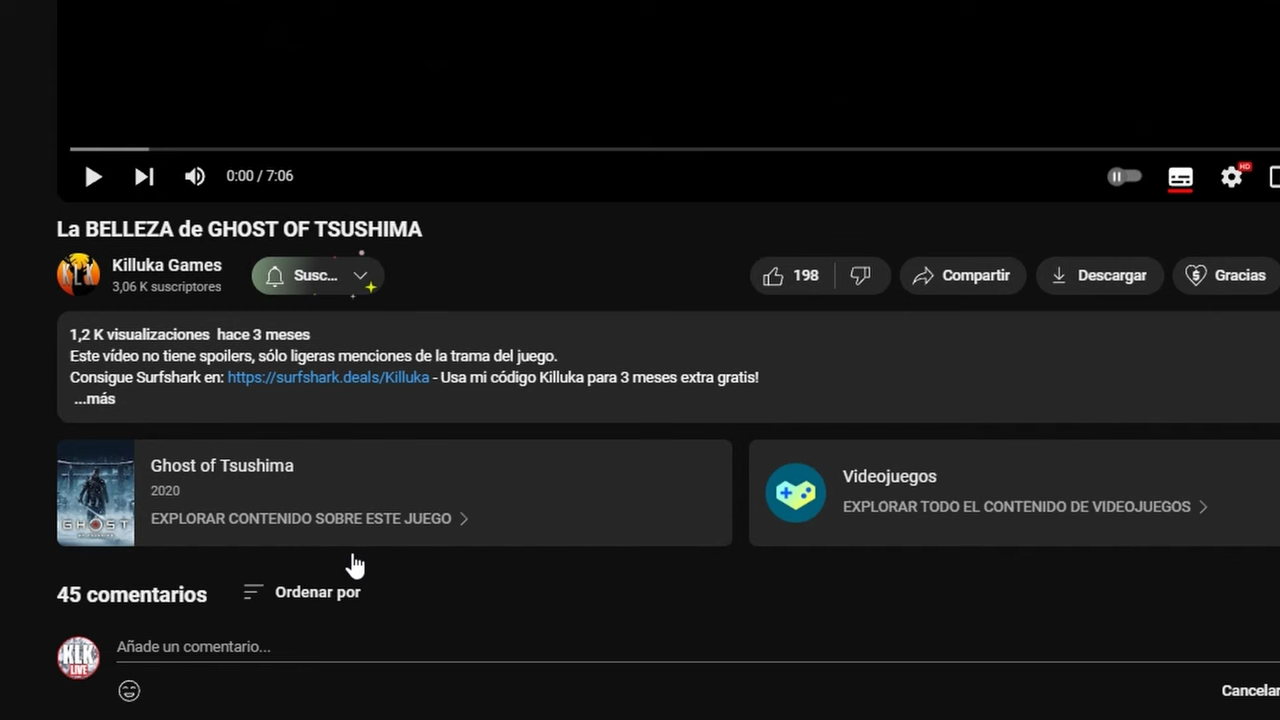 0:00 / 7:06
HD
La BELLEZA de GHOST OF TSUSHIMA
Killuka Games
3,06 K suscriptores
Susc...
198
Compartir
Descargar
Gracias
1,2 K visualizaciones hace 3 meses
Este vídeo no tiene spoilers, sólo ligeras menciones de la trama del juego.
Consigue Surfshark en: https://surfshark.deals/Killuka - Usa mi código Killuka para 3 meses extra gratis!
...más
Ghost of Tsushima
2020
EXPLORAR CONTENIDO SOBRE ESTE JUEGO
GHOST
Videojuegos
EXPLORAR TODO EL CONTENIDO DE VIDEOJUEGOS
45 comentarios
Ordenar por
KLK
LIVE
Añade un comentario...
Cancelar